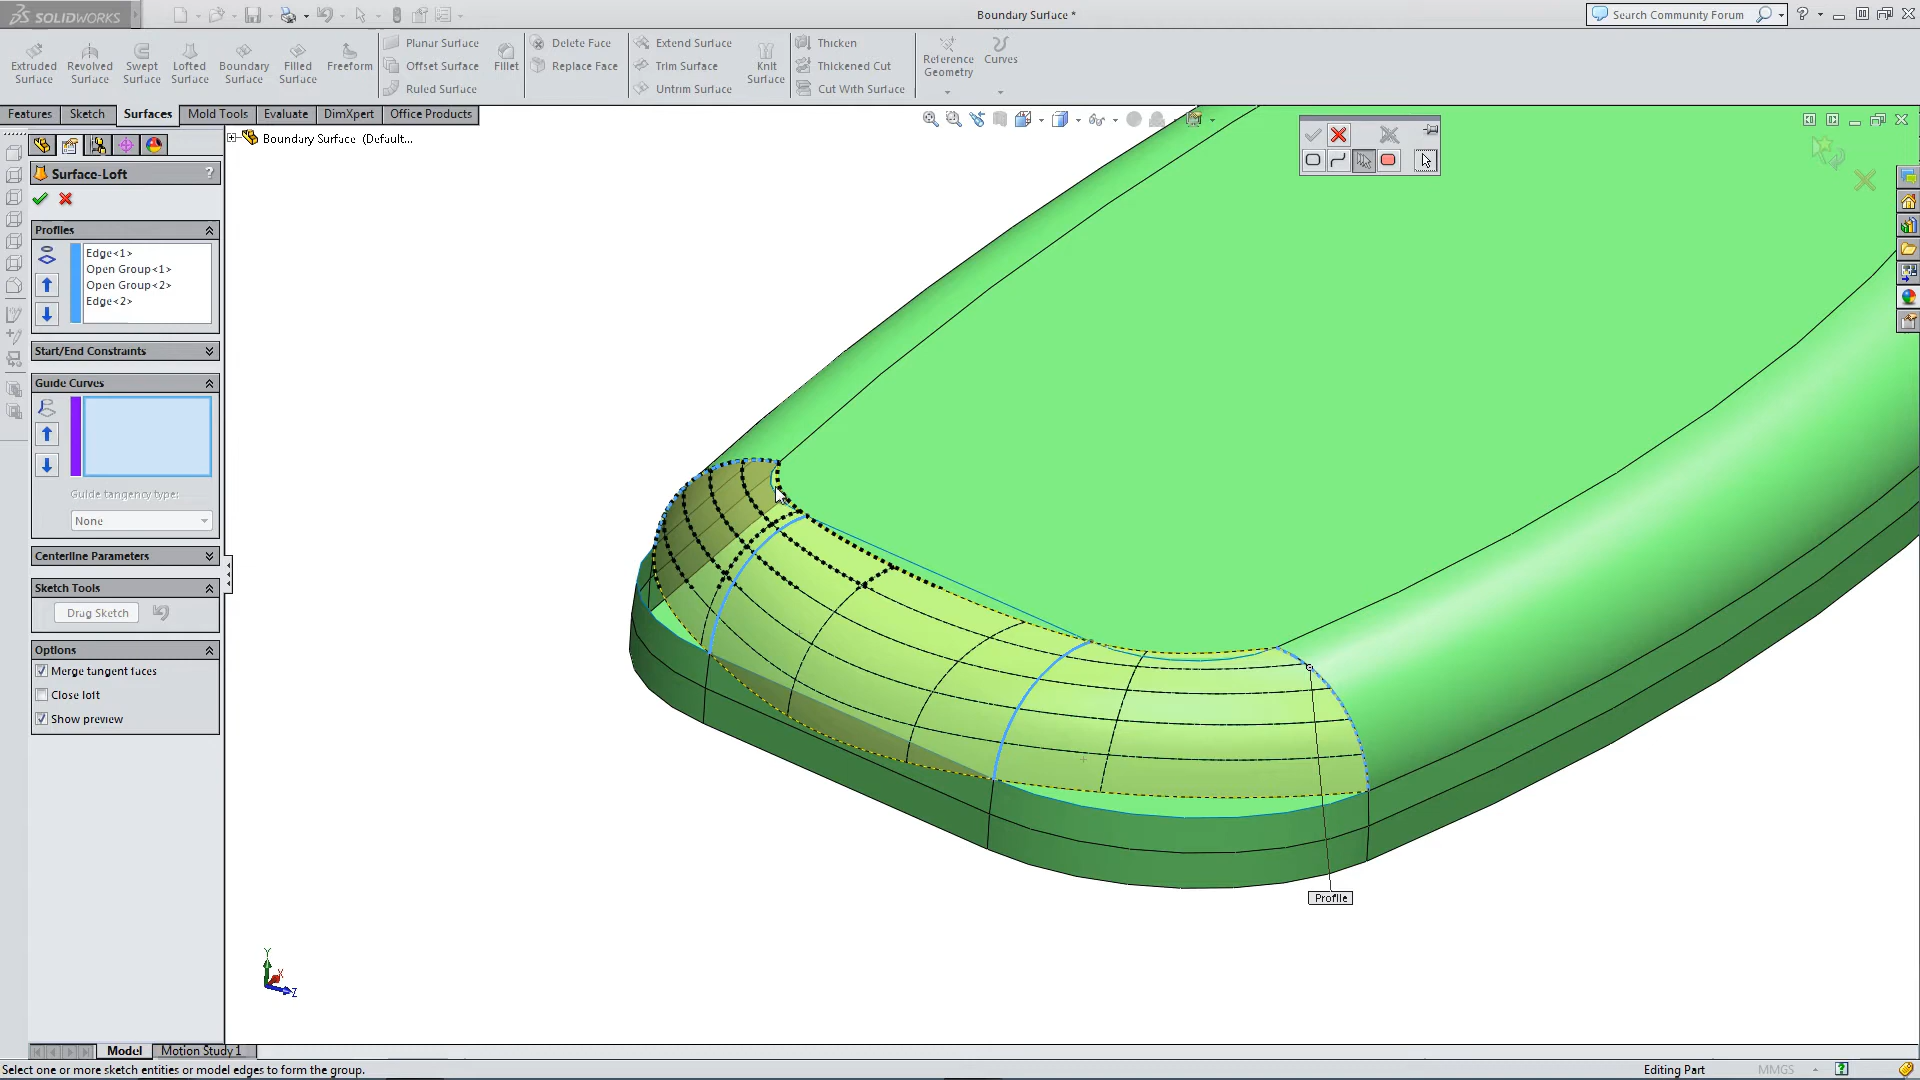 SOLIDWORKS
Boundary Surface *
Search Community Forum
Extruded Surface
Revolved Surface
Swept Surface
Lofted Surface
Boundary Surface
Filled Surface
Freeform
Planar Surface
Offset Surface
Ruled Surface
Fillet
Delete Face
Replace Face
Extend Surface
Trim Surface
Untrim Surface
Knit Surface
Thicken
Thickened Cut
Cut With Surface
Reference Geometry
Curves
Features
Sketch
Surfaces
Mold Tools
Evaluate
DimXpert
Office Products
Boundary Surface (Default...
Surface-Loft
?
Profiles
Edge<1>
Open Group<1>
Open Group<2>
Edge<2>
Start/End Constraints
Guide Curves
Guide tangency type:
None
Centerline Parameters
Sketch Tools
Drag Sketch
Options
Merge tangent faces
Close loft
Show preview
Profile
Y
X
Z
Model
Motion Study 1
Select one or more sketch entities or model edges to form the group.
Editing Part
MMGS